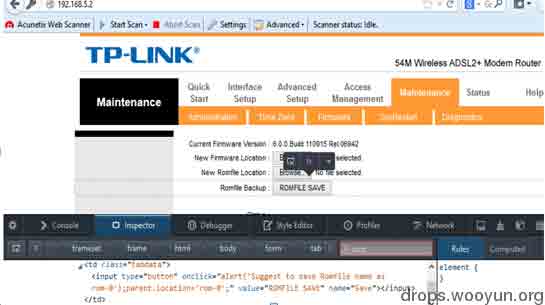 192.168.5.2
Acunetix Web Scanner Start Scan Abort Scan Settings Advanced Scanner status: Idle.
TP-LINK®
54M Wireless ADSL2+ Modem Router
Maintenance
Quick Start Interface Setup Advanced Setup Access Management Maintenance Status Help
Administration Time Zone Firmware SysRestart Diagnostics
Current Firmware Version : 6.0.0 Build 110915 Rel.06942
New Firmware Location : selected.
New Romfile Location : Browse... No file selected.
Romfile Backup : ROMFILE SAVE
Console Inspector Debugger Style Editor Profiler Network
frameset frame html body form tab Rules Computed
<td class="tabdata">
<input type="button" onclick="alert('Suggest to save Romfile name as
rom-0');parent.location='rom-0';" value="ROMFILE SAVE" name="Save"></input>
</td>
element {
}
drops.wooyun.org